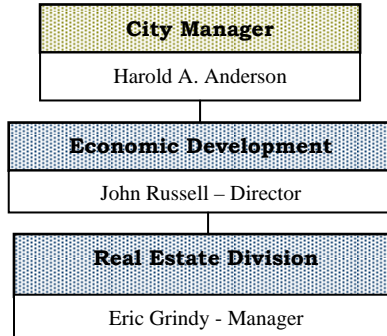 City Manager
Harold A. Anderson
Economic Development
John Russell – Director
Real Estate Division
Eric Grindy - Manager